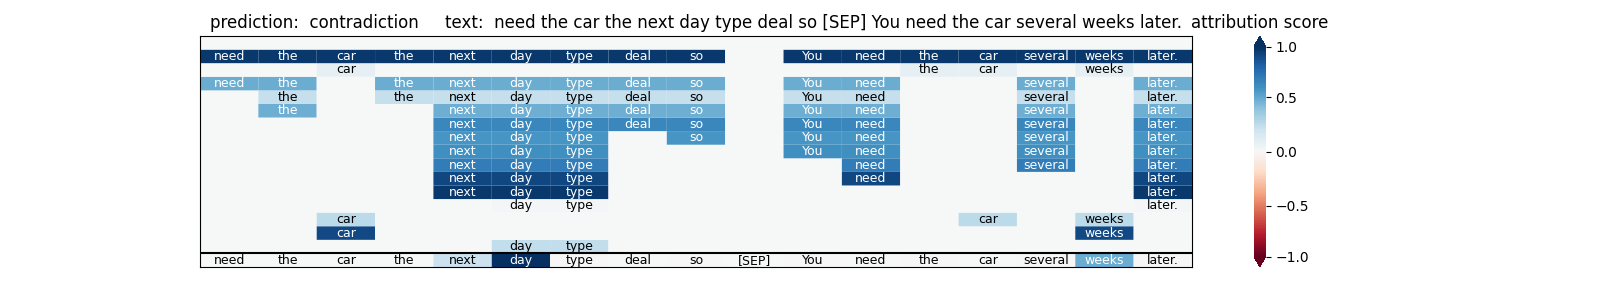 prediction:  contradiction     text:  need the car the next day type deal so [SEP] You need the car several weeks later.  attribution score
need the car the next day type deal so You need the car several weeks later. 1.0
car the car weeks
need the the next day type deal so You need several later.
the the next day type deal so You need several later. 0.5
the next day type deal so You need several later.
next day type deal so You need several later.
next day type so You need several later.
next day type You need several later. 0.0
next day type need several later.
next day type need later.
next day type later.
day type later. −0.5
car car weeks
car weeks
day type
need the car the next day type deal so [SEP] You need the car several weeks later. −1.0